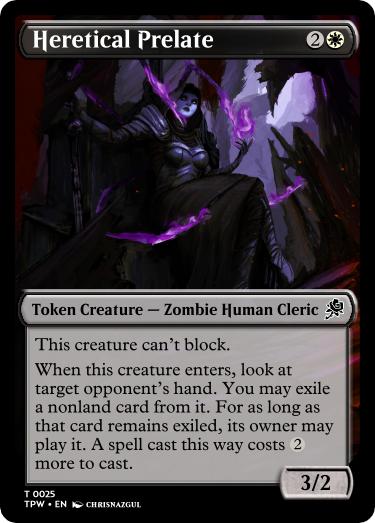 Heretical Prelate 2
Token Creature — Zombie Human Cleric
This creature can't block.
When this creature enters, look at
target opponent's hand. You may exile
a nonland card from it. For as long as
that card remains exiled, its owner may
play it. A spell cast this way costs 2
more to cast.
3/2
T 0025
TPW • EN CHRISNAZGUL